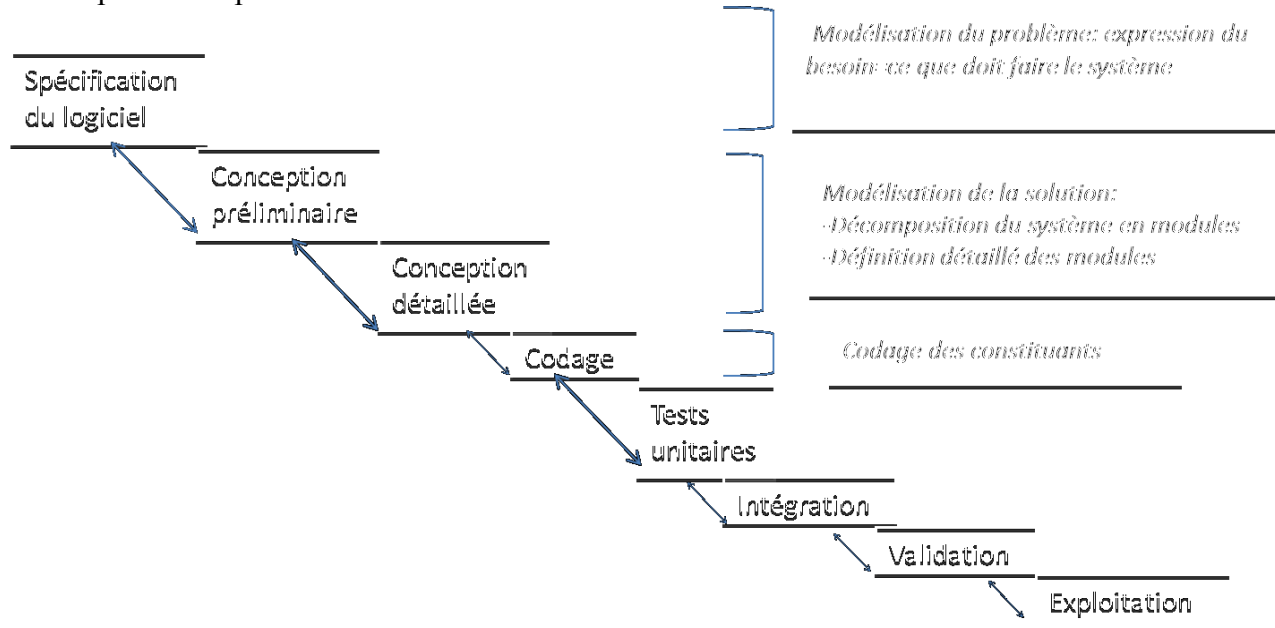 Modélisation du problème: expression du
besoin: ce que doit faire le système
Spécification
du logiciel
Conception
préliminaire
Modélisation de la solution:
-Décomposition du système en modules
-Définition détaillé des modules
Conception
détaillée
Codage
Codage des constituants
Tests
unitaires
Intégration
Validation
Exploitation